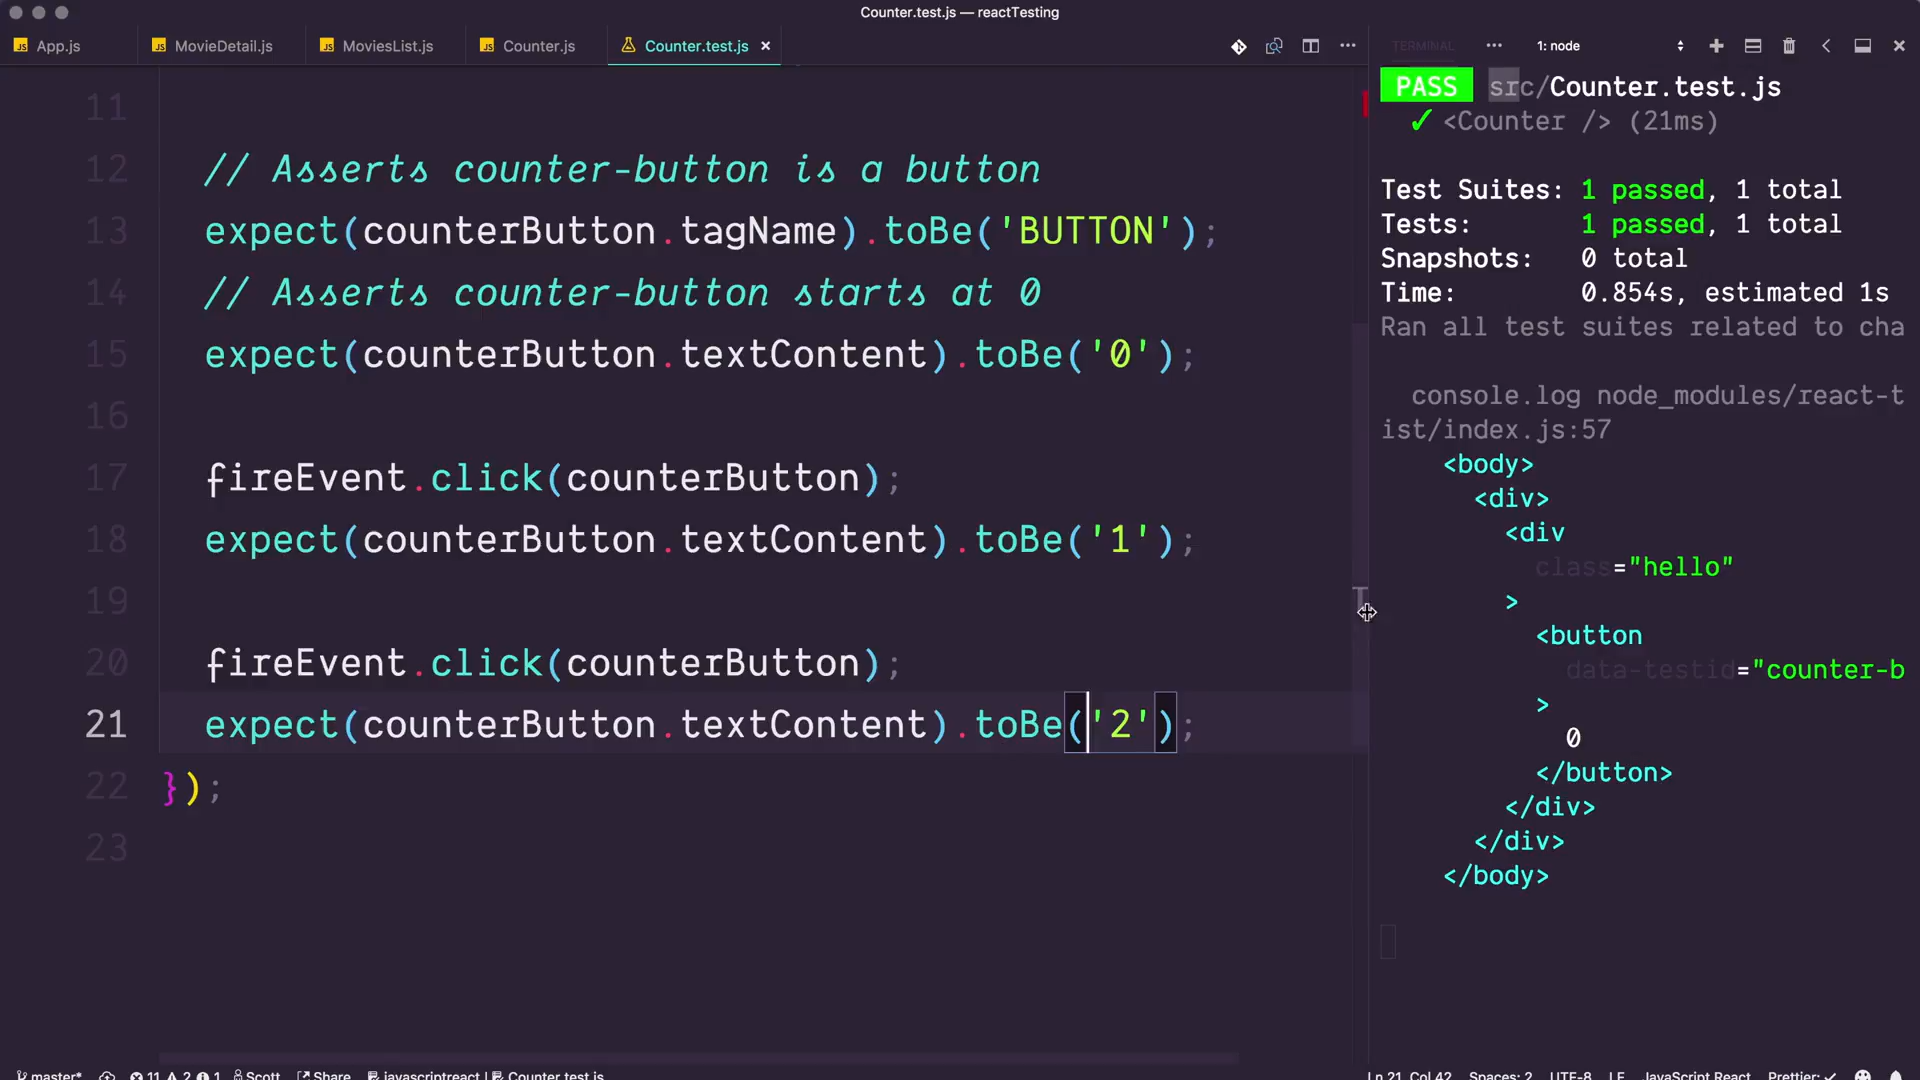 Counter.test.js — reactTesting
App.js
MovieDetail.js
MoviesList.js
Counter.js
Counter.test.js
TERMINAL
1: node
11
12 // Asserts counter-button is a button
13 expect(counterButton.tagName).toBe('BUTTON');
14 // Asserts counter-button starts at 0
15 expect(counterButton.textContent).toBe('0');
16
17 fireEvent.click(counterButton);
18 expect(counterButton.textContent).toBe('1');
19
20 fireEvent.click(counterButton);
21 expect(counterButton.textContent).toBe('2');
22 });
23
PASS src/Counter.test.js
✓ <Counter /> (21ms)
Test Suites: 1 passed, 1 total
Tests: 1 passed, 1 total
Snapshots: 0 total
Time: 0.854s, estimated 1s
Ran all test suites related to cha
console.log node_modules/react-t
ist/index.js:57
<body>
<div>
<div
class="hello"
>
<button
data-testid="counter-b
>
0
</button>
</div>
</div>
</body>
master* 11 2 1 Scott Share javascriptreact | Counter.test.js
Ln 21, Col 42 Spaces: 2 UTF-8 LF JavaScript React Prettier: ✓